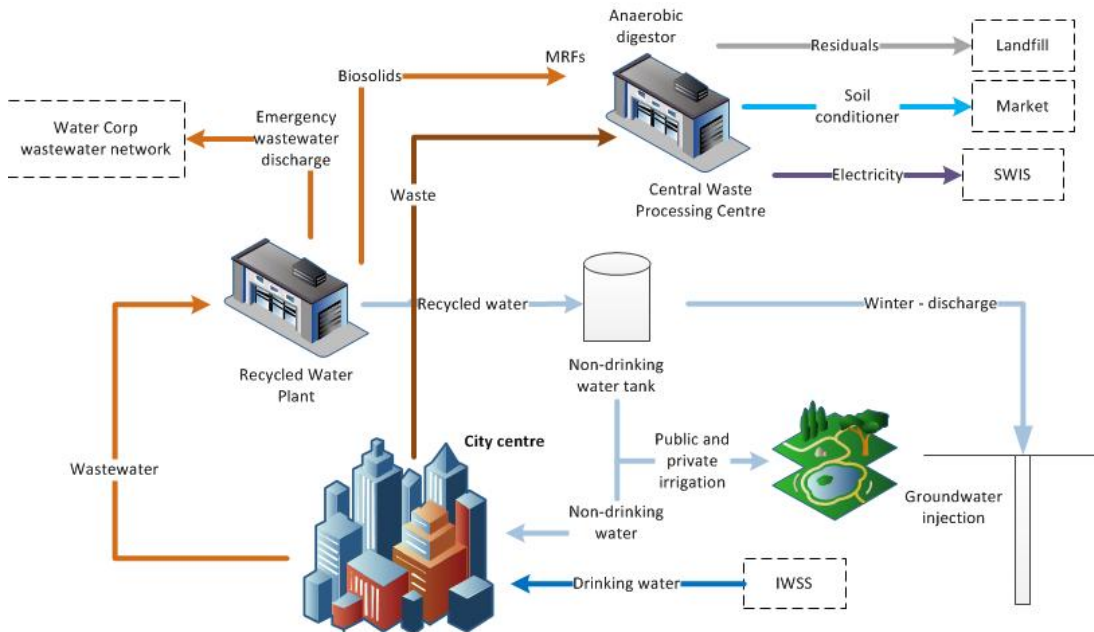 Anaerobic
digestor
MRFs
Residuals
Landfill
Biosolids
Soil
conditioner
Market
Emergency
wastewater
discharge
Water Corp
wastewater network
Electricity
SWIS
Central Waste
Processing Centre
Waste
Recycled water
Winter - discharge
Non-drinking
water tank
Recycled Water
Plant
City centre
Public and
private
irrigation
Wastewater
Groundwater
injection
Non-drinking
water
Drinking water
IWSS